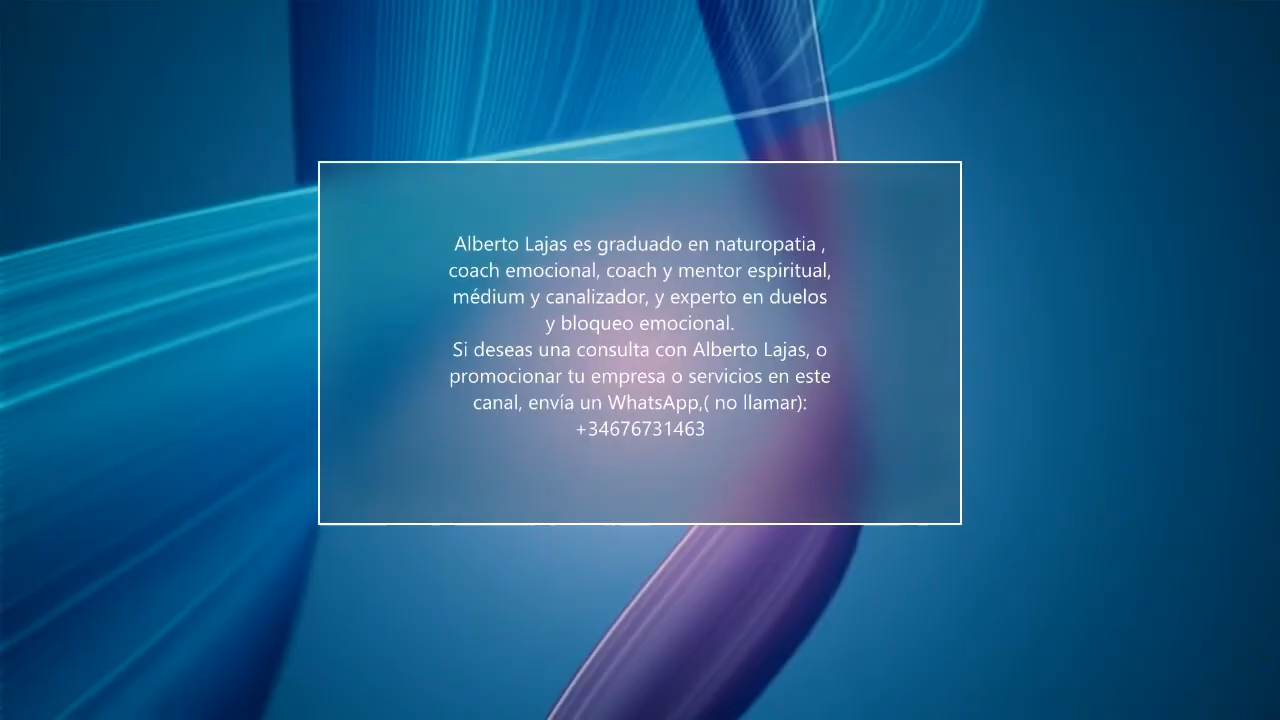 Alberto Lajas es graduado en naturopatia ,
coach emocional, coach y mentor espiritual,
médium y canalizador, y experto en duelos
y bloqueo emocional.
Si deseas una consulta con Alberto Lajas, o
promocionar tu empresa o servicios en este
canal, envía un WhatsApp,( no llamar):
+34676731463